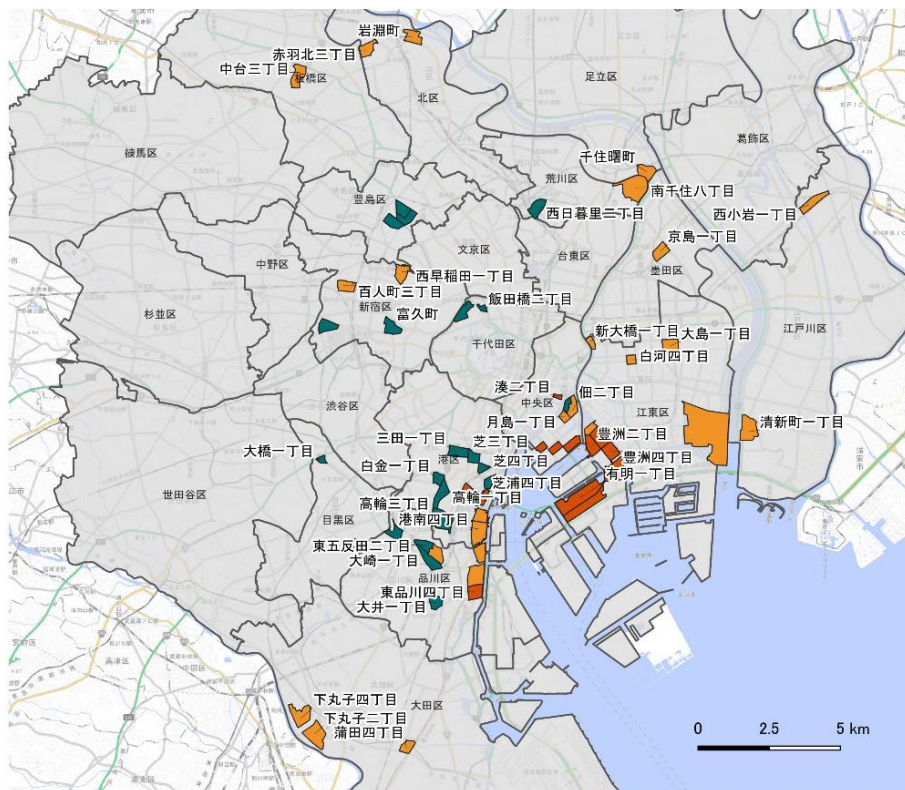 岩淵町
赤羽北三丁目
中台三丁目
板橋区
足立区
北区
葛飾区
練馬区
千住曙町
荒川区
南千住八丁目
豊島区
西日暮里二丁目
西小岩一丁目
文京区
台東区
京島一丁目
墨田区
中野区
西早稲田一丁目
百人町三丁目
新宿区
飯田橋二丁目
杉並区
富久町
江戸川区
新大橋一丁目
大島一丁目
千代田区
白河四丁目
湊二丁目
佃二丁目
中央区
渋谷区
江東区
月島一丁目
清新町一丁目
豊洲二丁目
三田一丁目
芝三丁目
大橋一丁目
港区
芝四丁目
豊洲四丁目
白金一丁目
有明一丁目
芝浦四丁目
世田谷区
高輪一丁目
高輪三丁目
港南四丁目
目黒区
東五反田二丁目
大崎一丁目
品川区
東品川四丁目
大井一丁目
下丸子四丁目
大田区
下丸子二丁目
蒲田四丁目
0 2.5 5 km